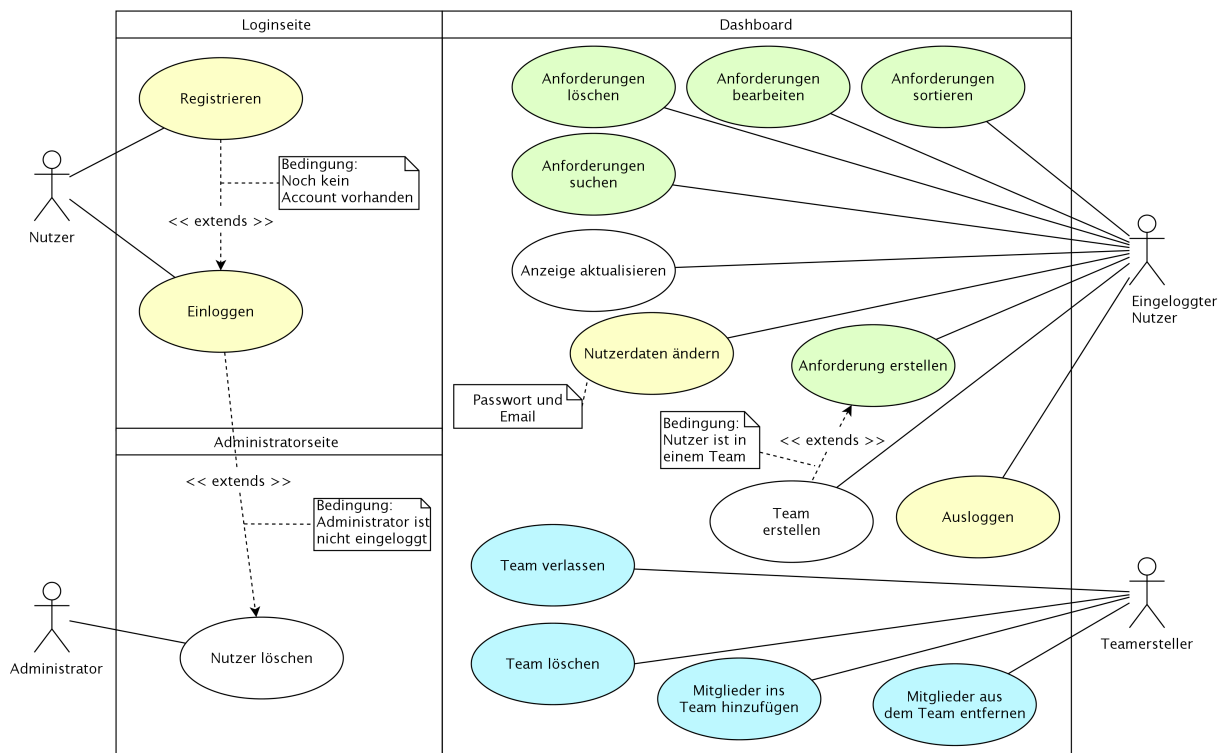 Loginseite
Dashboard
Registrieren
Bedingung:
Noch kein
Account vorhanden
<< extends >>
Nutzer
Einloggen
Anforderungen
löschen
Anforderungen
bearbeiten
Anforderungen
sortieren
Anforderungen
suchen
Anzeige aktualisieren
Eingeloggter
Nutzer
Nutzerdaten ändern
Anforderung erstellen
Passwort und
Email
Bedingung:
Nutzer ist in
einem Team
<< extends >>
Team
erstellen
Ausloggen
Administratorseite
<< extends >>
Bedingung:
Administrator ist
nicht eingeloggt
Administrator
Nutzer löschen
Team verlassen
Team löschen
Mitglieder ins
Team hinzufügen
Mitglieder aus
dem Team entfernen
Teamersteller